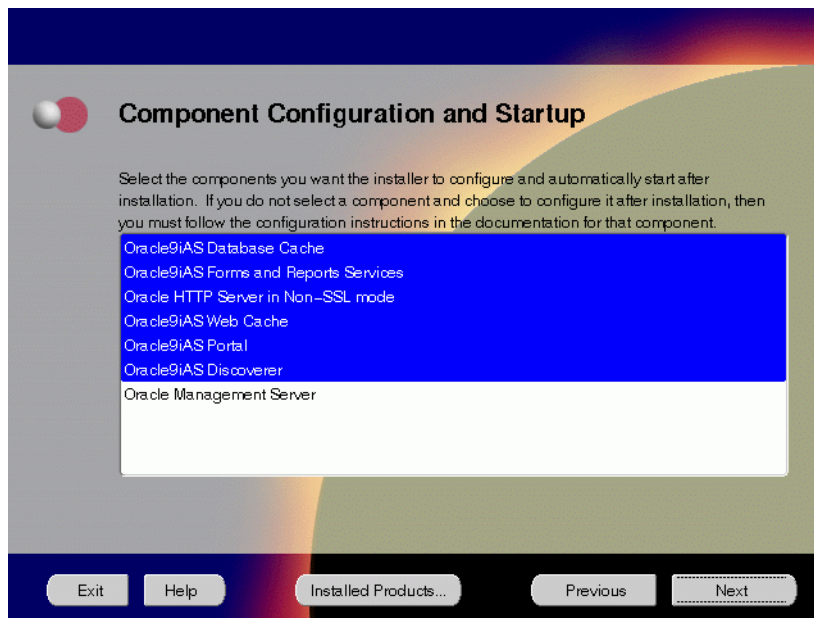 Component Configuration and Startup
Select the components you want the installer to configure and automatically start after
installation. If you do not select a component and choose to configure it after installation, then
you must follow the configuration instructions in the documentation for that component.
Oracle9iAS Database Cache
Oracle9iAS Forms and Reports Services
Oracle HTTP Server in Non–SSL mode
Oracle9iAS Web Cache
Oracle9iAS Portal
Oracle9iAS Discoverer
Oracle Management Server
Exit
Help
Installed Products...
Previous
Next